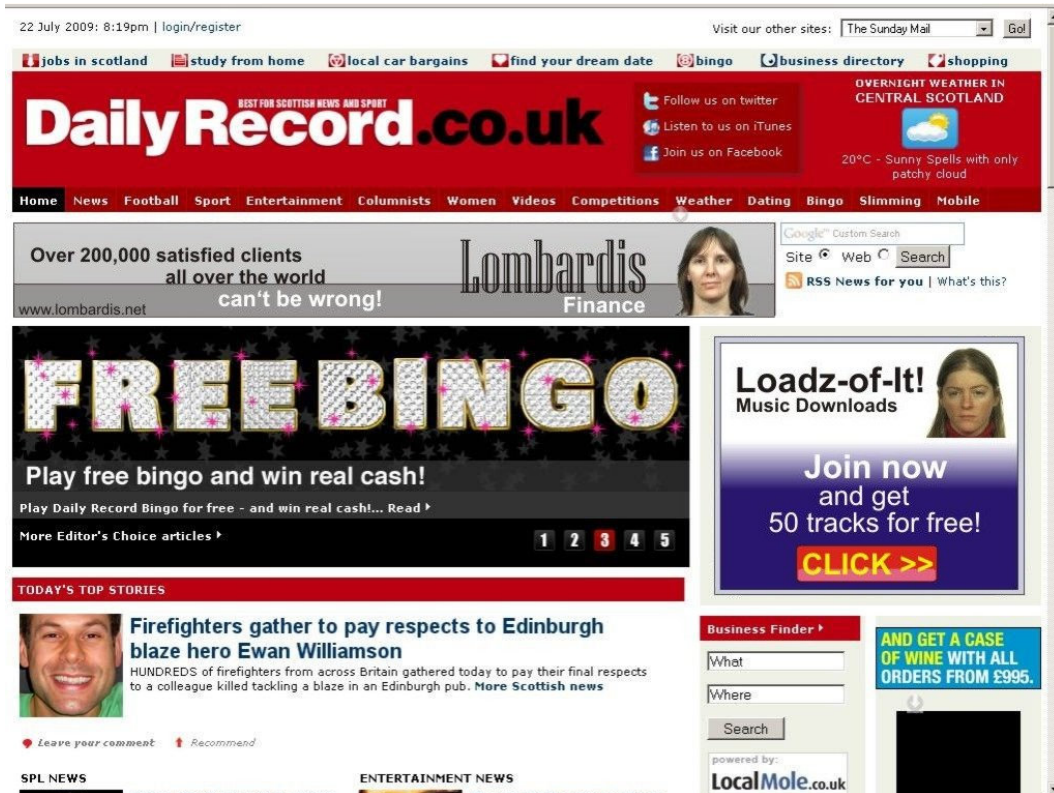 22 July 2009: 8:19pm | login/register
Visit our other sites: The Sunday Mail Go!
jobs in scotland study from home local car bargains find your dream date bingo business directory shopping
BEST FOR SCOTTISH NEWS AND SPORT
DailyRecord.co.uk
Follow us on twitter
Listen to us on iTunes
Join us on Facebook
OVERNIGHT WEATHER IN
CENTRAL SCOTLAND
20°C - Sunny Spells with only
patchy cloud
Home News Football Sport Entertainment Columnists Women Videos Competitions Weather Dating Bingo Slimming Mobile
Over 200,000 satisfied clients
all over the world
can't be wrong!
www.lombardis.net
Lombardis
Finance
Google™ Custom Search
Site Web Search
RSS News for you | What's this?
FREE BINGO
Play free bingo and win real cash!
Play Daily Record Bingo for free - and win real cash!... Read
More Editor's Choice articles
1 2 3 4 5
Loadz-of-It!
Music Downloads
Join now
and get
50 tracks for free!
CLICK >>
TODAY'S TOP STORIES
Firefighters gather to pay respects to Edinburgh
blaze hero Ewan Williamson
HUNDREDS of firefighters from across Britain gathered today to pay their final respects
to a colleague killed tackling a blaze in an Edinburgh pub. More Scottish news
Leave your comment Recommend
SPL NEWS
ENTERTAINMENT NEWS
Business Finder
What
Where
Search
powered by:
LocalMole.co.uk
AND GET A CASE
OF WINE WITH ALL
ORDERS FROM £995.